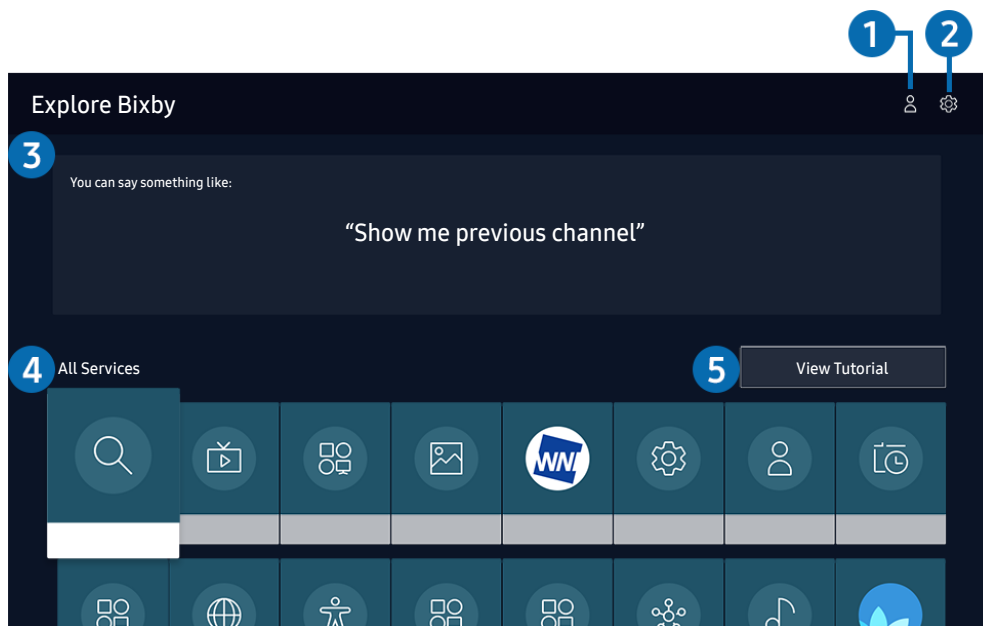 1 2
Explore Bixby
3
You can say something like:
“Show me previous channel”
4 All Services
5 View Tutorial
WNI